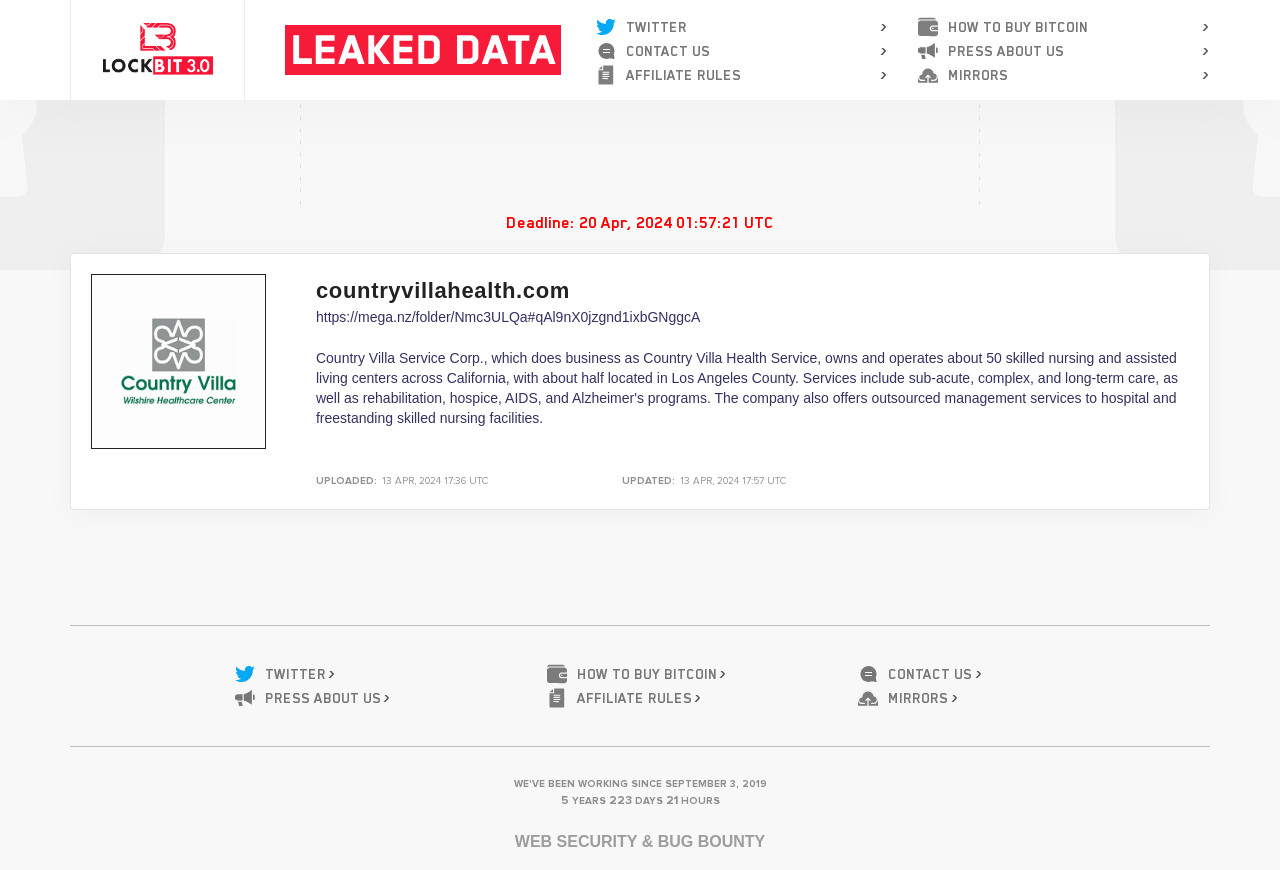 LOCKBIT 3.0
LEAKED DATA
TWITTER
CONTACT US
AFFILIATE RULES
HOW TO BUY BITCOIN
PRESS ABOUT US
MIRRORS
Deadline: 20 Apr, 2024 01:57:21 UTC
Country Villa
Wilshire Healthcare Center
countryvillahealth.com
https://mega.nz/folder/Nmc3ULQa#qAl9nX0jzgnd1ixbGNggcA
Country Villa Service Corp., which does business as Country Villa Health Service, owns and operates about 50 skilled nursing and assisted
living centers across California, with about half located in Los Angeles County. Services include sub-acute, complex, and long-term care, as
well as rehabilitation, hospice, AIDS, and Alzheimer's programs. The company also offers outsourced management services to hospital and
freestanding skilled nursing facilities.
UPLOADED: 13 APR, 2024 17:36 UTC
UPDATED: 13 APR, 2024 17:57 UTC
TWITTER
PRESS ABOUT US
HOW TO BUY BITCOIN
AFFILIATE RULES
CONTACT US
MIRRORS
WE'VE BEEN WORKING SINCE SEPTEMBER 3, 2019
5 YEARS 223 DAYS 21 HOURS
WEB SECURITY & BUG BOUNTY